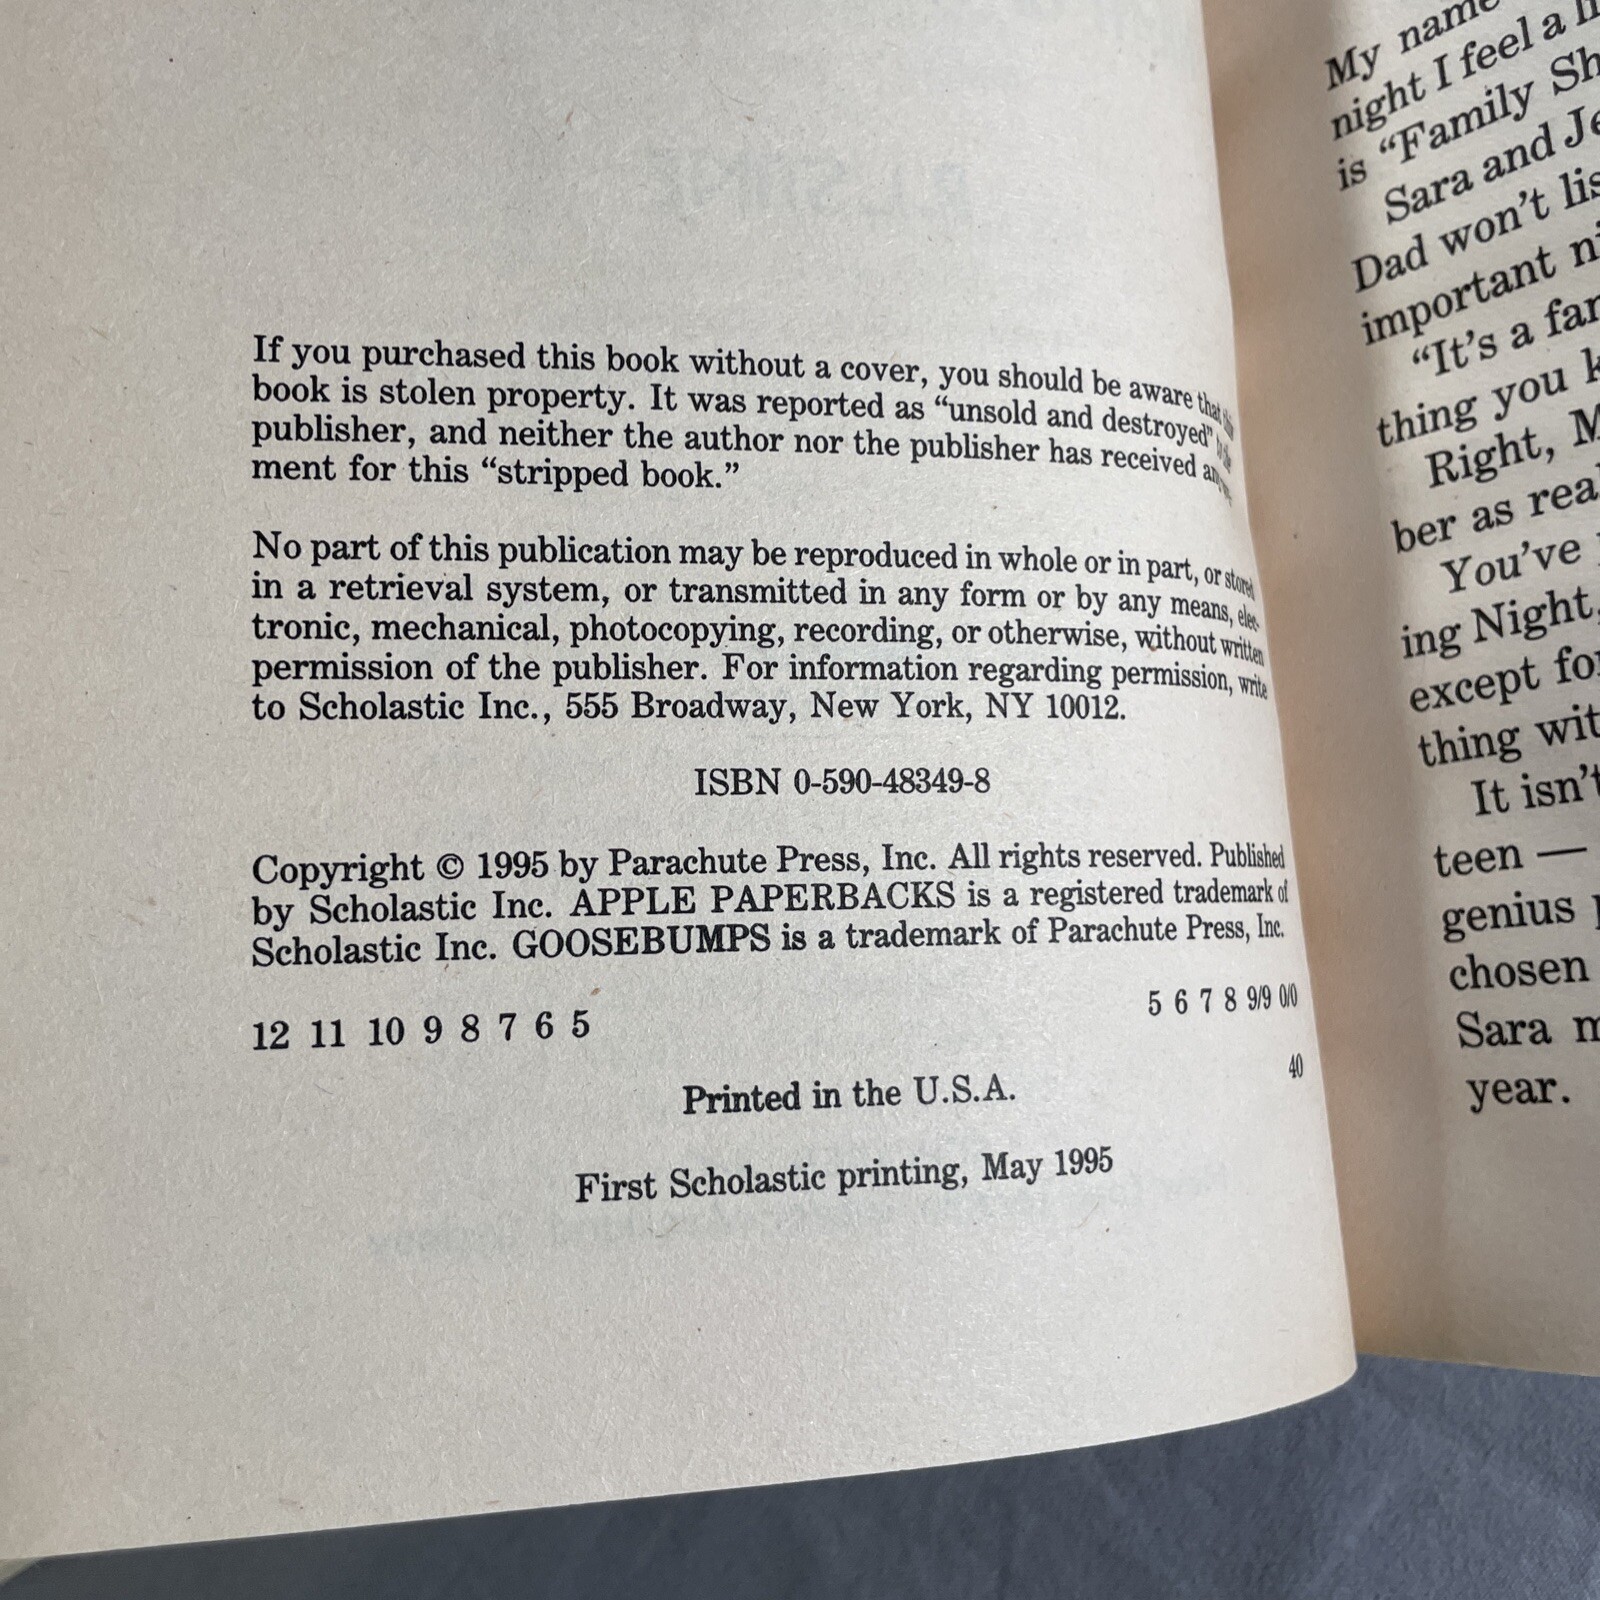 If you purchased this book without a cover, you should be aware that this
book is stolen property. It was reported as “unsold and destroyed” to the
publisher, and neither the author nor the publisher has received any pay-
ment for this “stripped book.”
No part of this publication may be reproduced in whole or in part, or stored
in a retrieval system, or transmitted in any form or by any means, elec-
tronic, mechanical, photocopying, recording, or otherwise, without written
permission of the publisher. For information regarding permission, write
to Scholastic Inc., 555 Broadway, New York, NY 10012.
ISBN 0-590-48349-8
Copyright © 1995 by Parachute Press, Inc. All rights reserved. Published
by Scholastic Inc. APPLE PAPERBACKS is a registered trademark of
Scholastic Inc. GOOSEBUMPS is a trademark of Parachute Press, Inc.
12 11 10 9 8 7 6 5 5 6 7 8 9/9 0/0
40
Printed in the U.S.A.
First Scholastic printing, May 1995
My name
night I feel a
is “Family
Sara and
Dad won’t
important
“It’s a
thing you
Right,
ber as
You’ve
ing Night,
except
thing
It isn’t
teen —
genius
chosen
Sara
year.